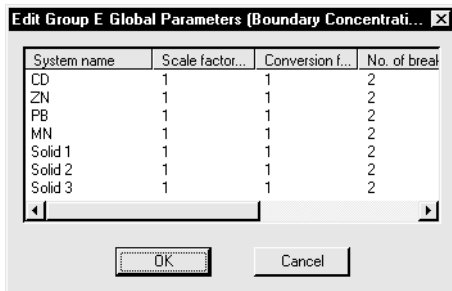 Edit Group E Global Parameters (Boundary Concentrati...
System name Scale factor... Conversion f... No. of break
CD 1 1 2
ZN 1 1 2
PB 1 1 2
MN 1 1 2
Solid 1 1 1 2
Solid 2 1 1 2
Solid 3 1 1 2
OK Cancel